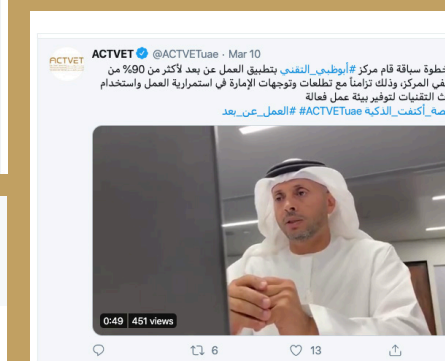 ACTVET @ACTVETuae · Mar 10
خطوة سباقة قام مركز #أبوظبي_التقني بتطبيق العمل عن بعد لأكثر من 90% من
في المركز، وذلك تزامناً مع تطلعات وتوجهات الإمارة في استمرارية العمل واستخدام
ث التقنيات لتوفير بيئة عمل فعالة
صة_أكتفت_الذكية #ACTVETuae #العمل_عن_بعد
ACTVET
0:49 451 views
6 13